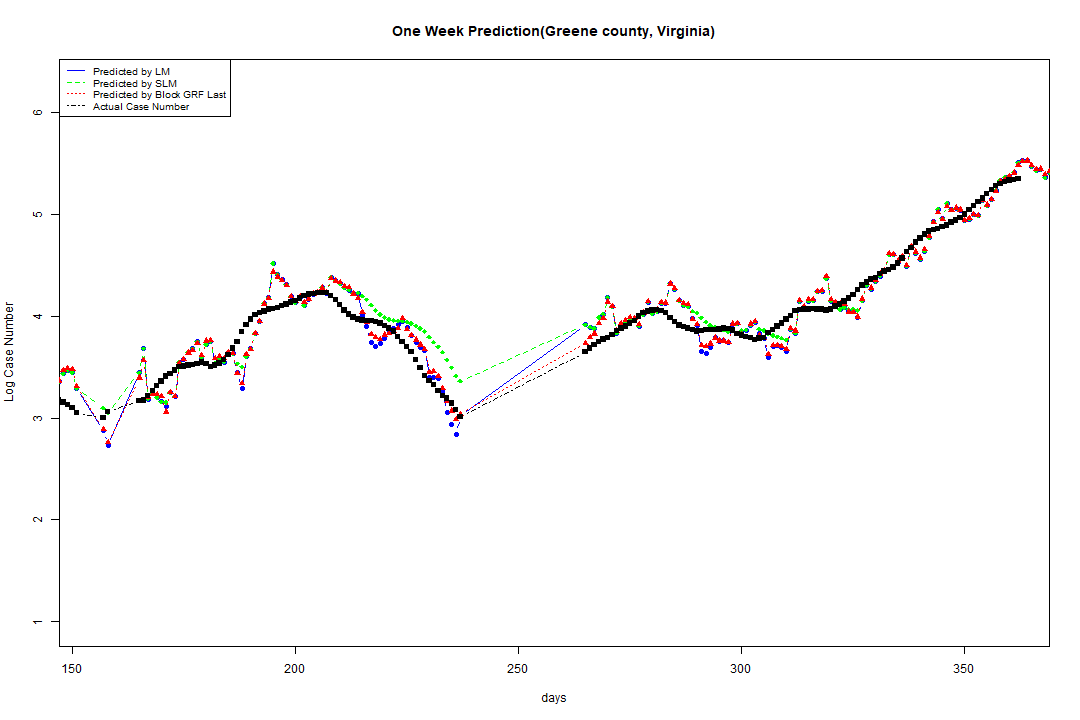 One Week Prediction(Greene county, Virginia)
Predicted by LM
Predicted by SLM
Predicted by Block GRF Last
Actual Case Number
Log Case Number
6
5
4
3
2
1
150 200 250 300 350
days